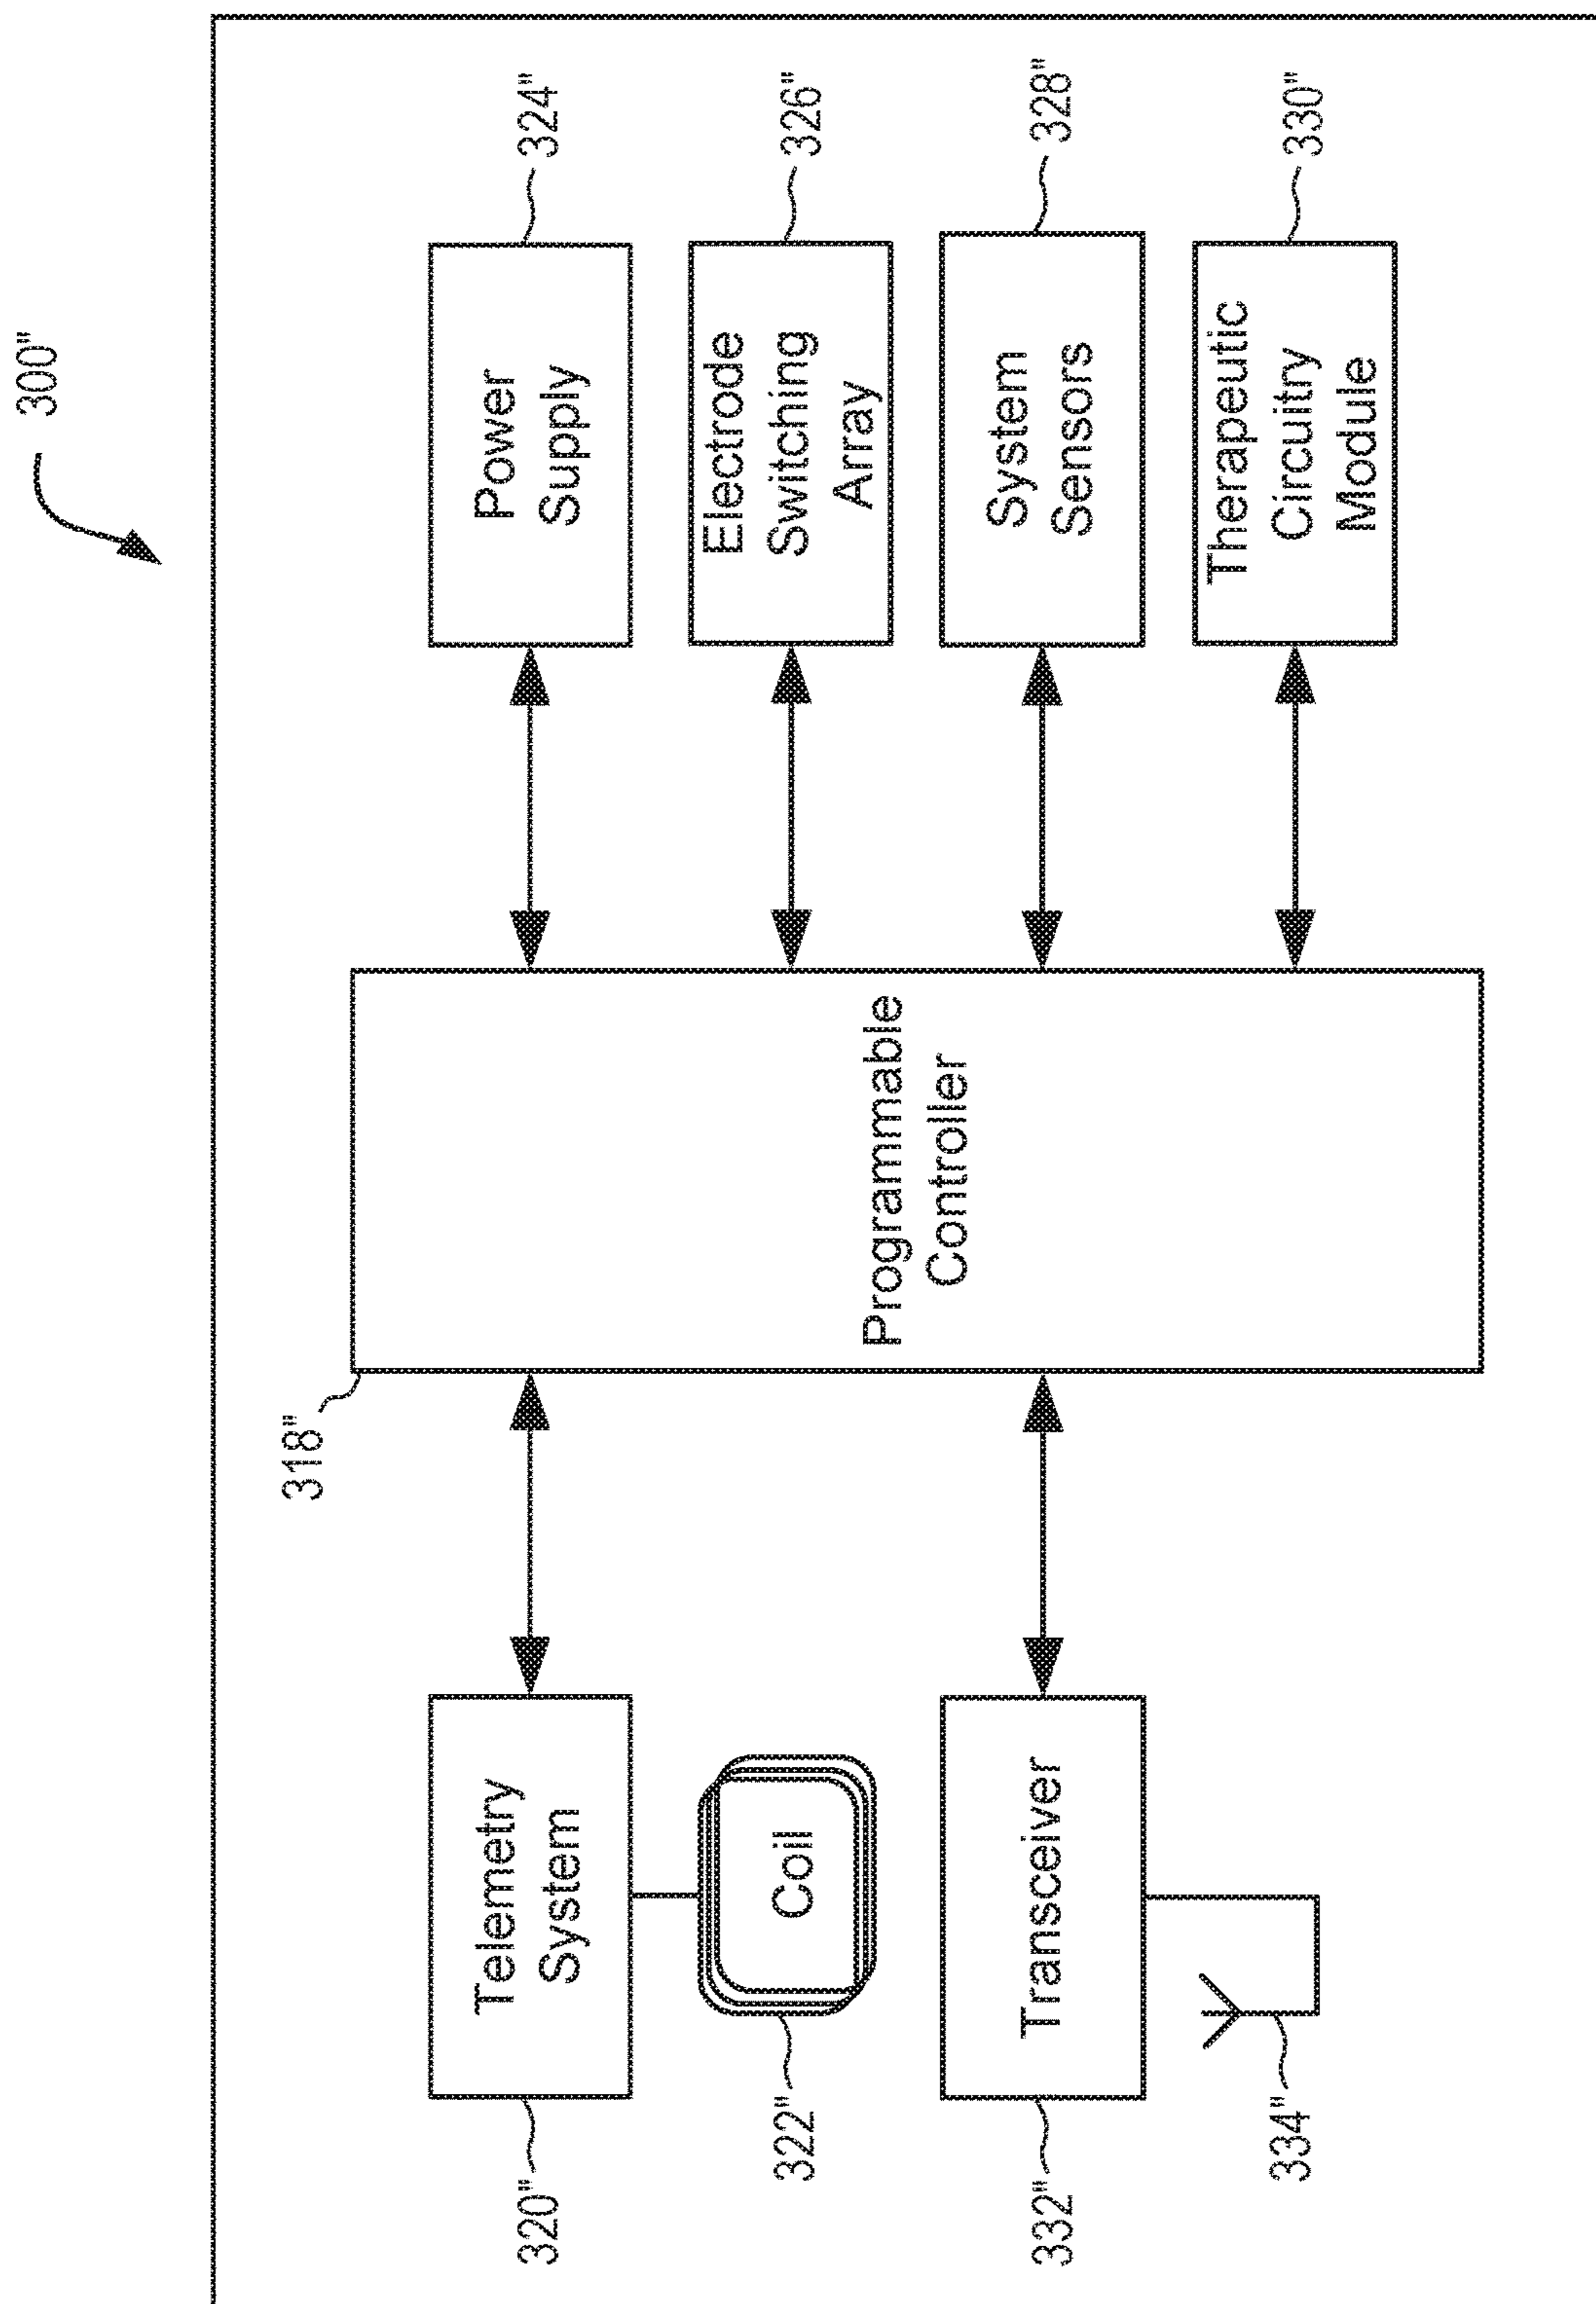 300"
318"
320"
Telemetry
System
322"
Coil
332"
Transceiver
334"
Programmable
Controller
Power
Supply
324"
Electrode
Switching
Array
326"
System
Sensors
328"
Therapeutic
Circuitry
Module
330"